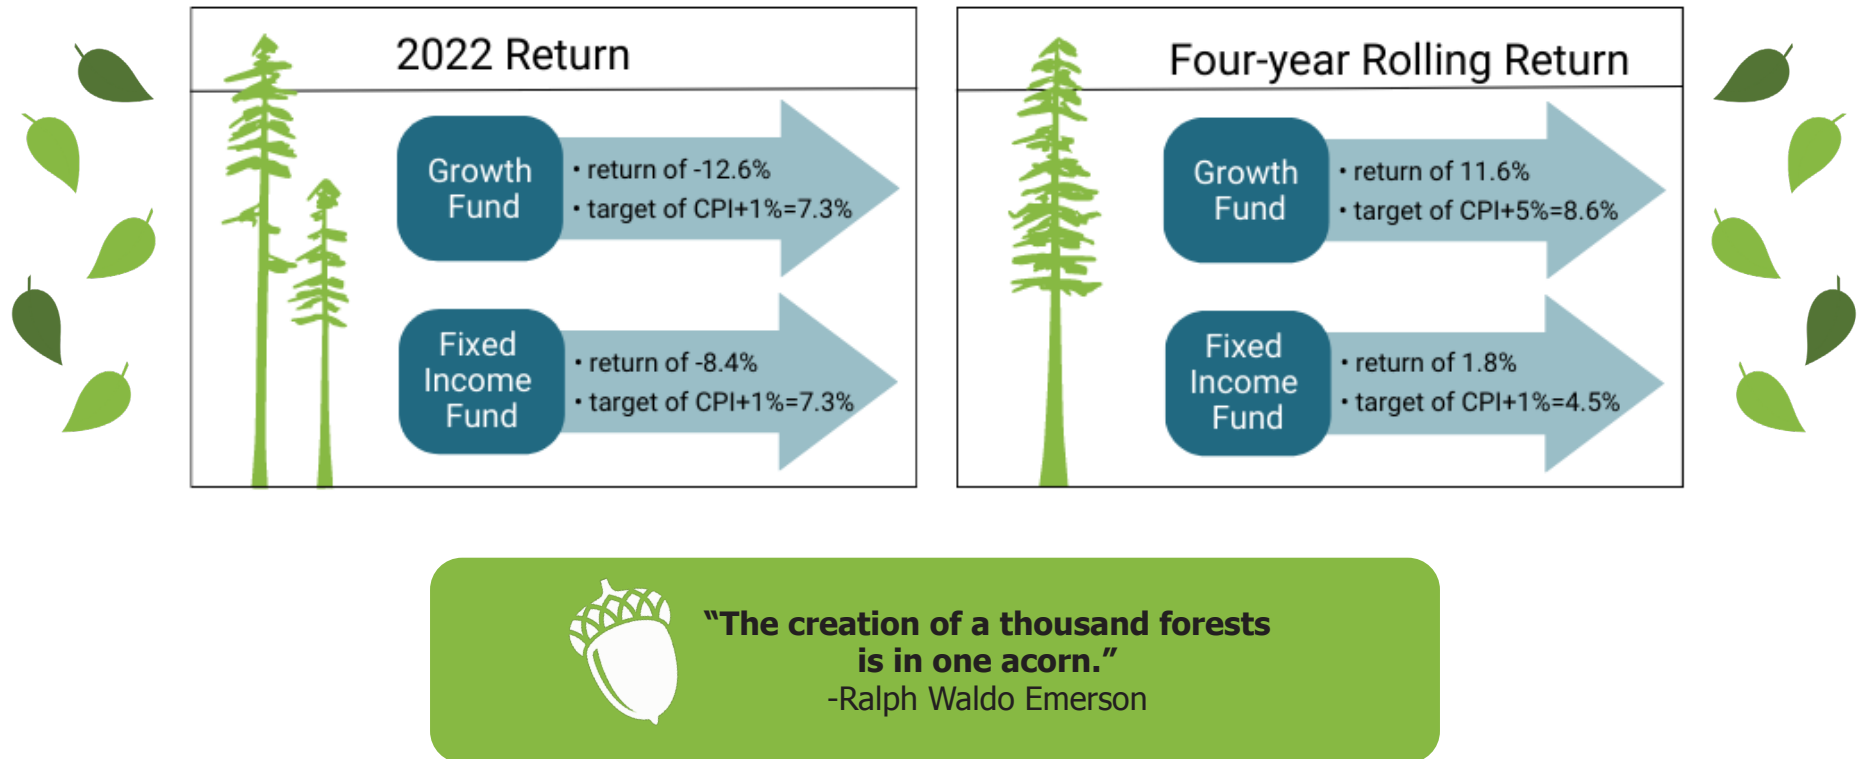 2022 Return
Growth
Fund
• return of -12.6%
• target of CPI+1%=7.3%
Fixed
Income
Fund
• return of -8.4%
• target of CPI+1%=7.3%
Four-year Rolling Return
Growth
Fund
• return of 11.6%
• target of CPI+5%=8.6%
Fixed
Income
Fund
• return of 1.8%
• target of CPI+1%=4.5%
“The creation of a thousand forests
is in one acorn.”
-Ralph Waldo Emerson